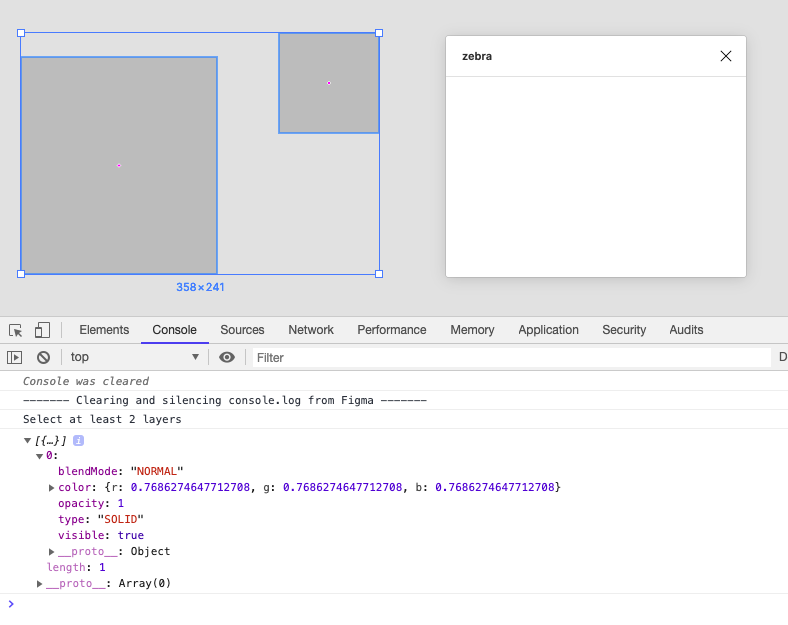 zebra
358×241
Elements Console Sources Network Performance Memory Application Security Audits
top Filter D
Console was cleared
------- Clearing and silencing console.log from Figma -------
Select at least 2 layers
[{…}] i
0:
blendMode: "NORMAL"
color: {r: 0.7686274647712708, g: 0.7686274647712708, b: 0.7686274647712708}
opacity: 1
type: "SOLID"
visible: true
__proto__: Object
length: 1
__proto__: Array(0)